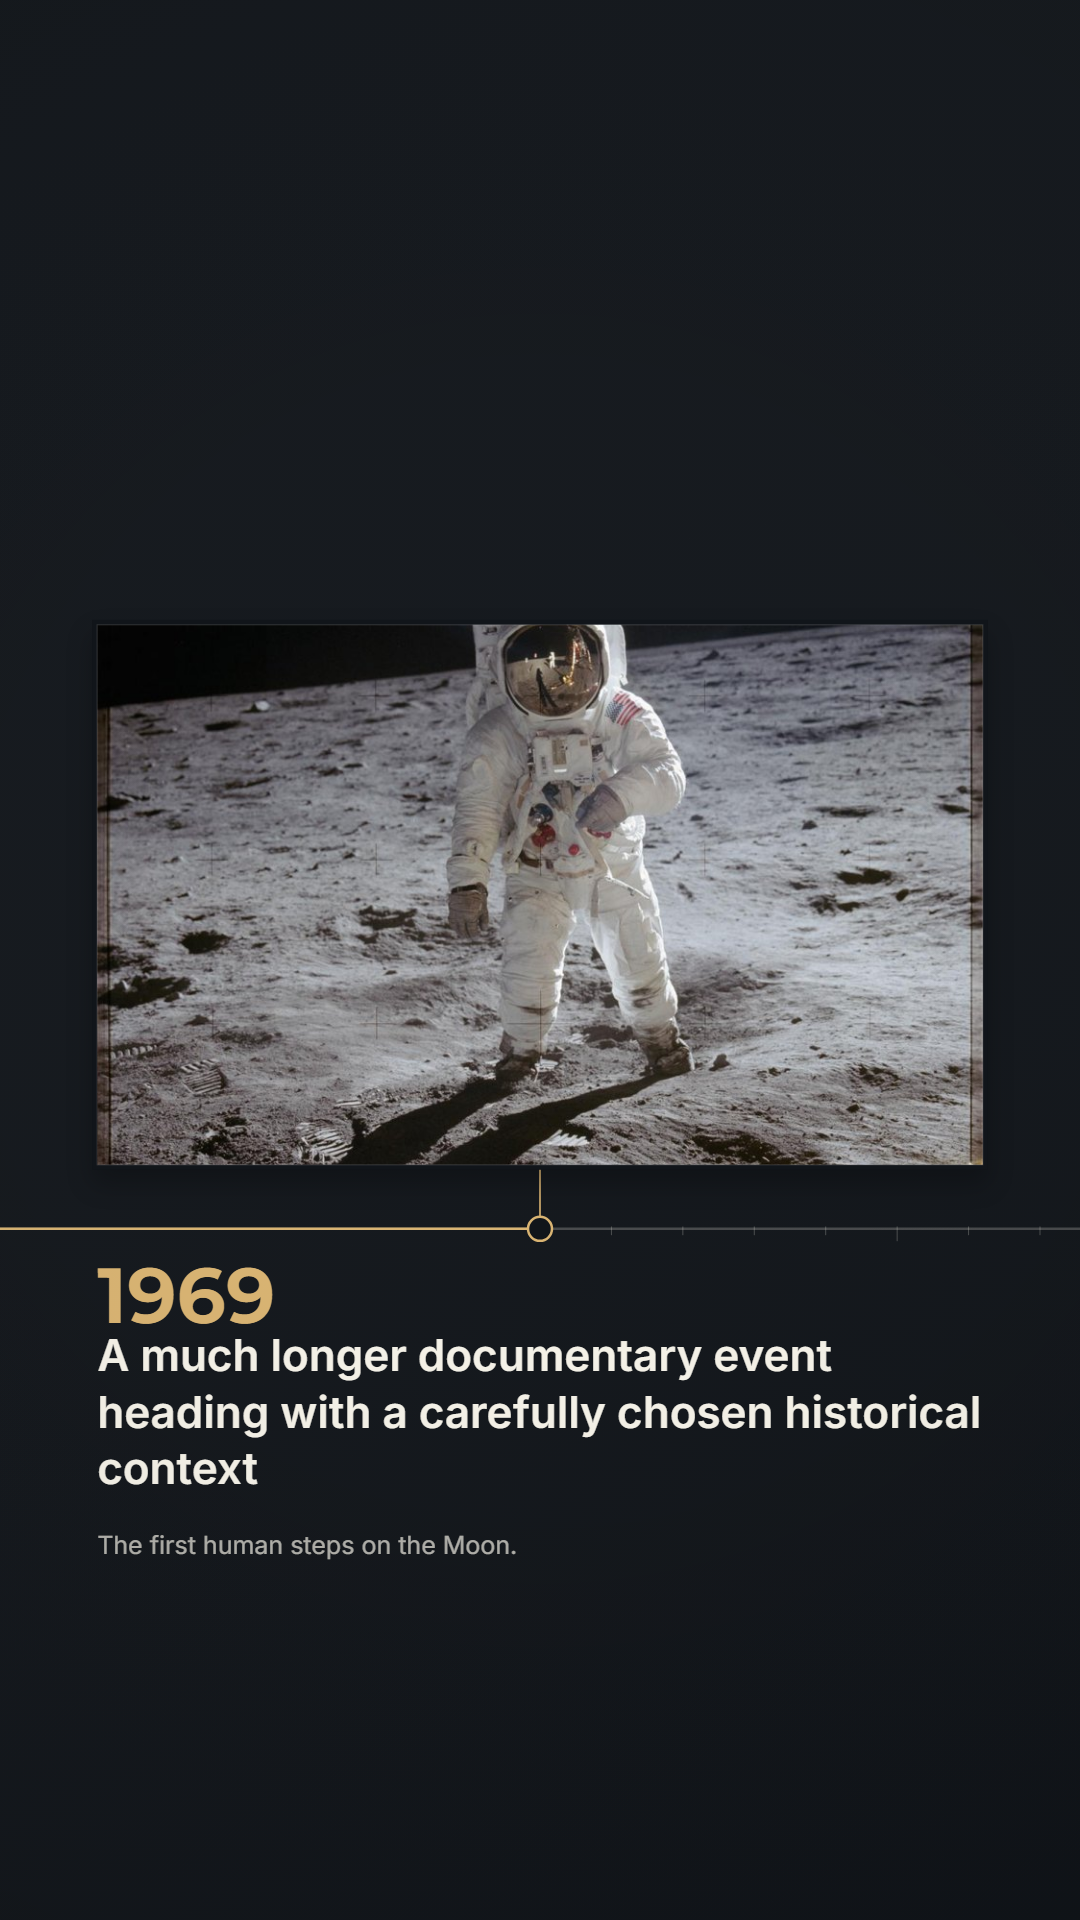 1969
A much longer documentary event
heading with a carefully chosen historical
context
The first human steps on the Moon.